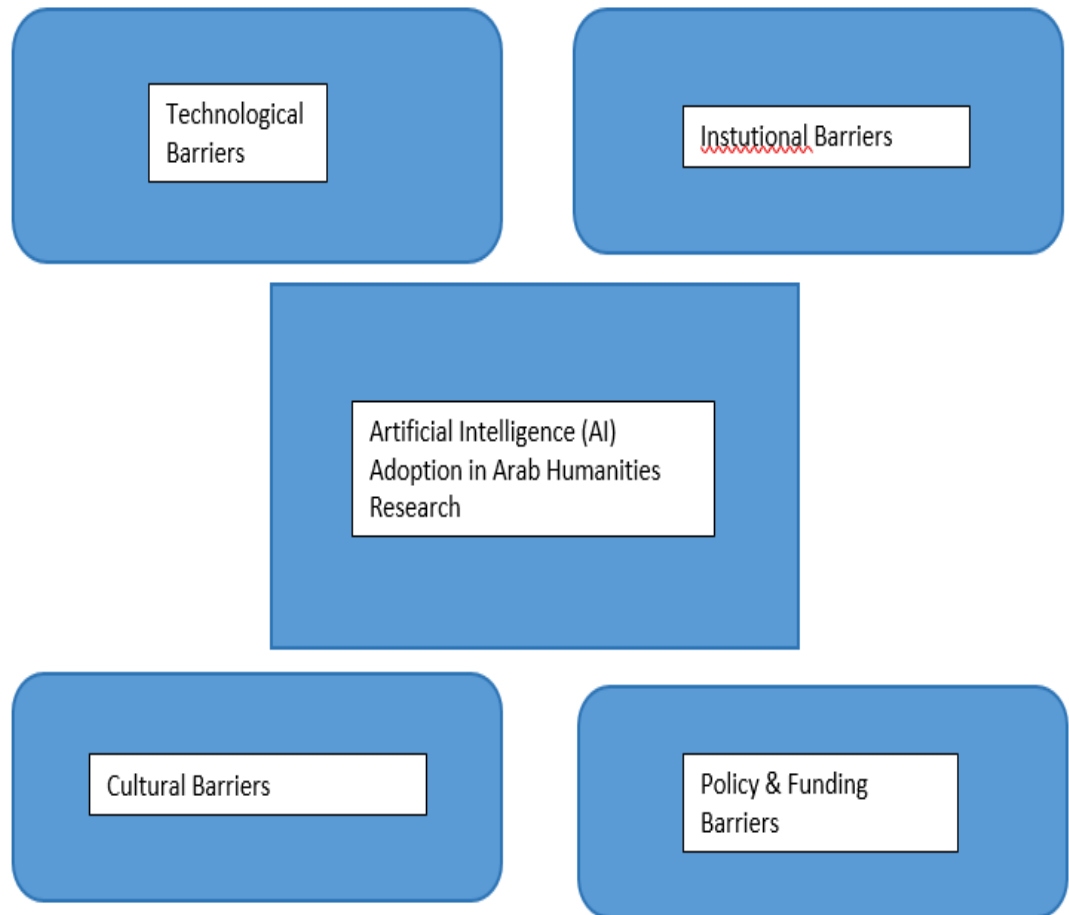 Technological
Barriers
Instutional Barriers
Artificial Intelligence (AI)
Adoption in Arab Humanities
Research
Cultural Barriers
Policy & Funding
Barriers